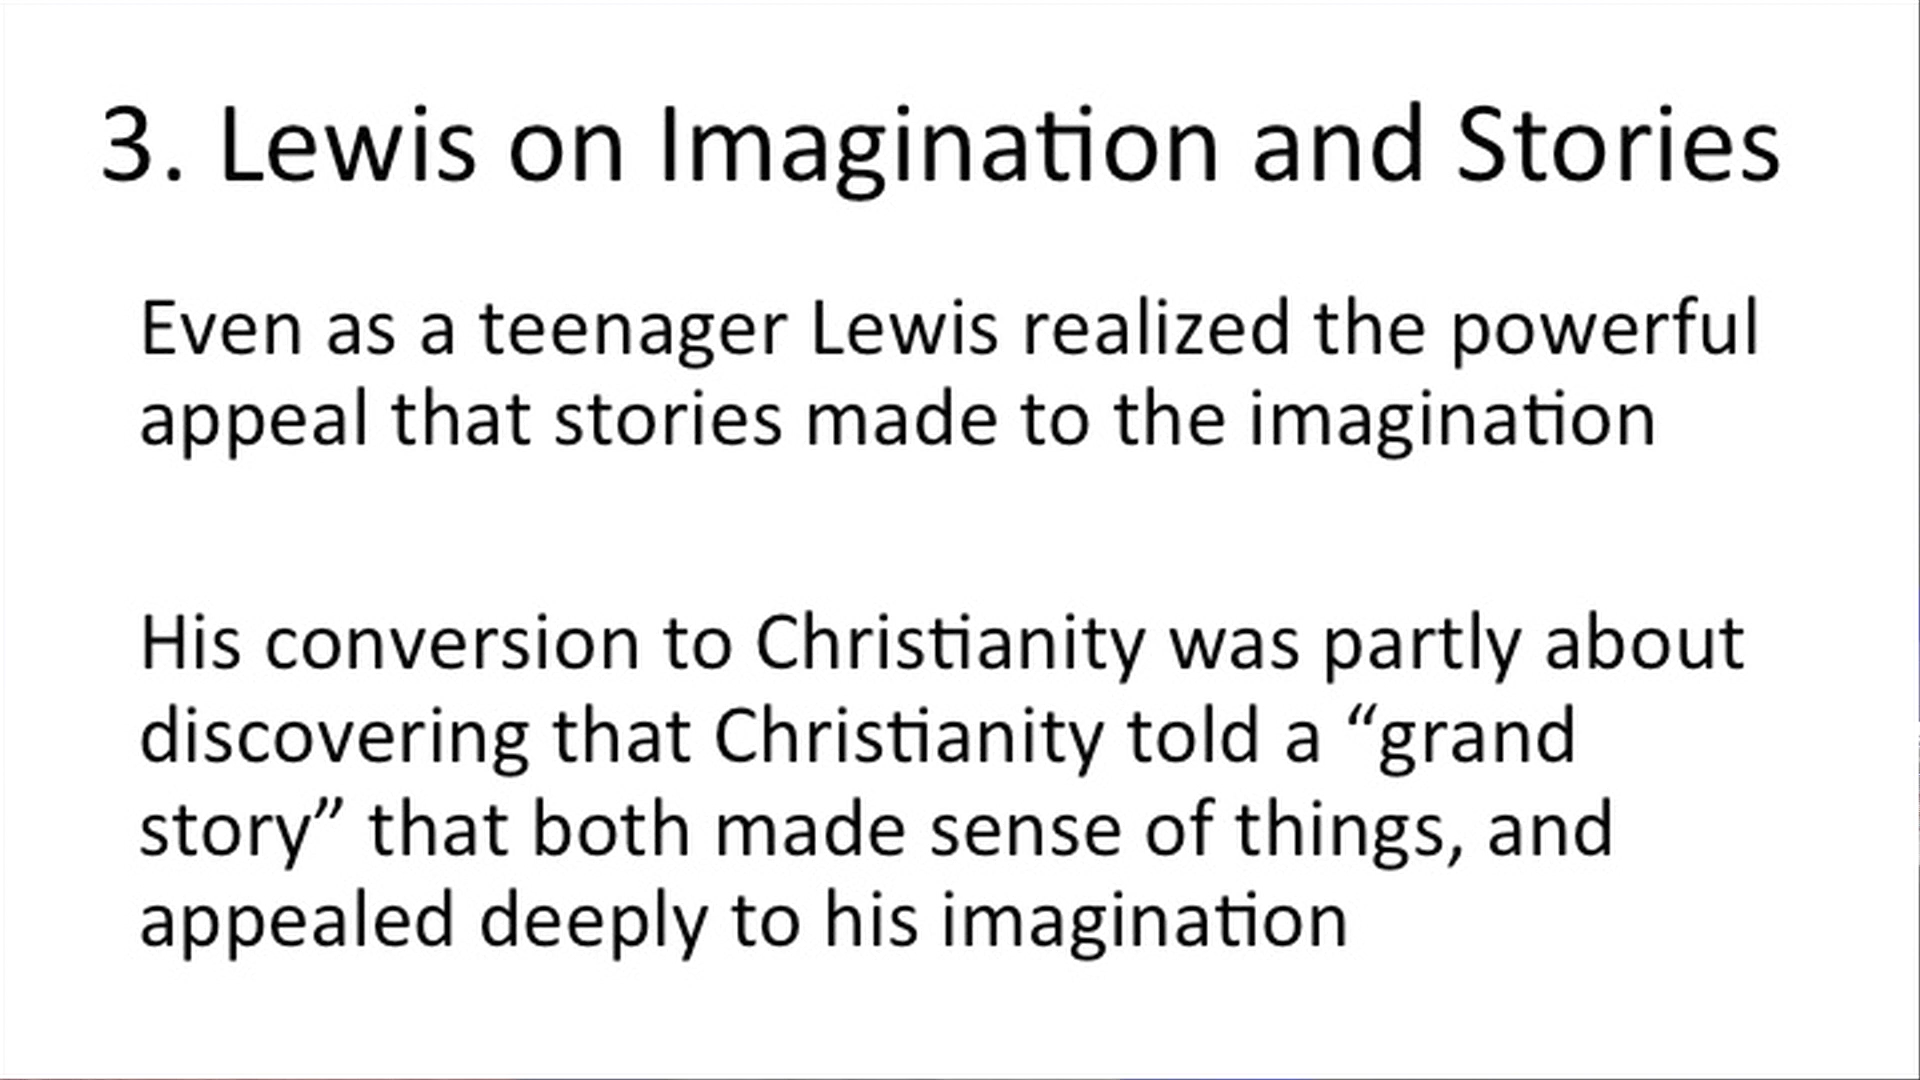 3. Lewis on Imagination and Stories
Even as a teenager Lewis realized the powerful
appeal that stories made to the imagination
His conversion to Christianity was partly about
discovering that Christianity told a “grand
story” that both made sense of things, and
appealed deeply to his imagination